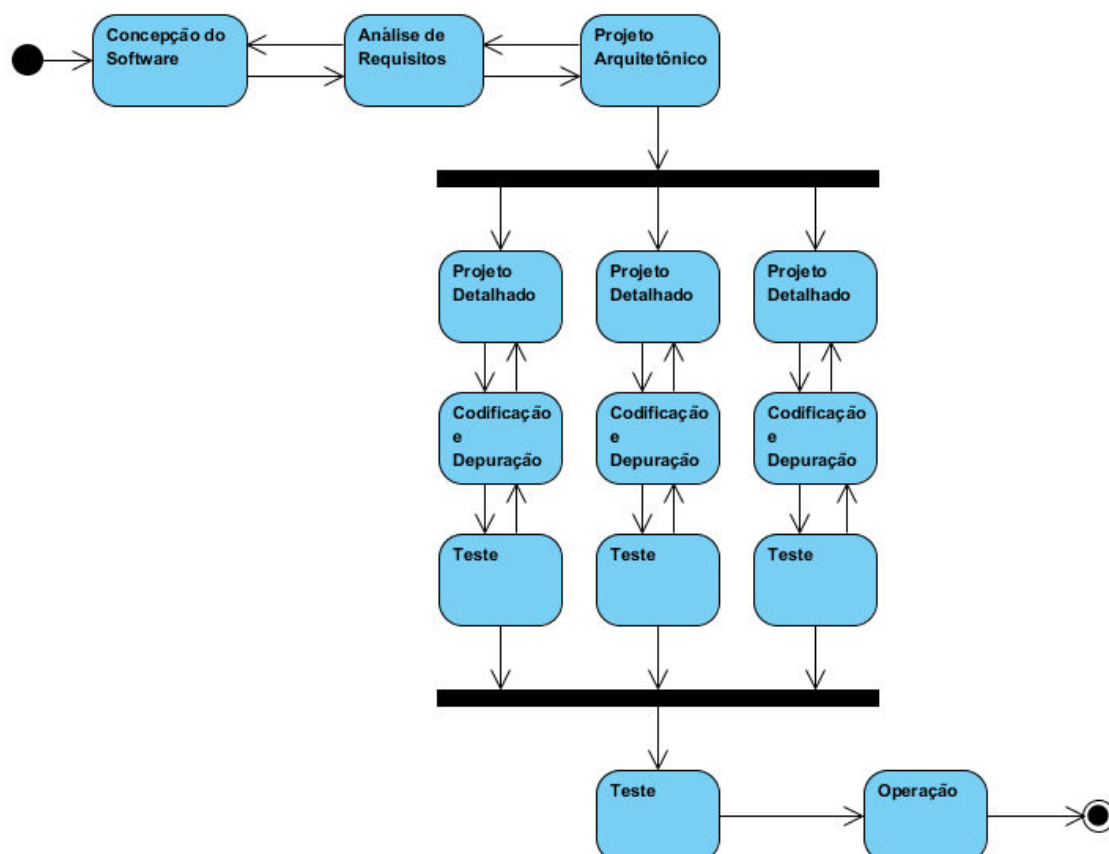 Concepção do
Software
Análise de
Requisitos
Projeto
Arquitetônico
Projeto
Detalhado
Projeto
Detalhado
Projeto
Detalhado
Codificação
e
Depuração
Codificação
e
Depuração
Codificação
e
Depuração
Teste
Teste
Teste
Teste
Operação